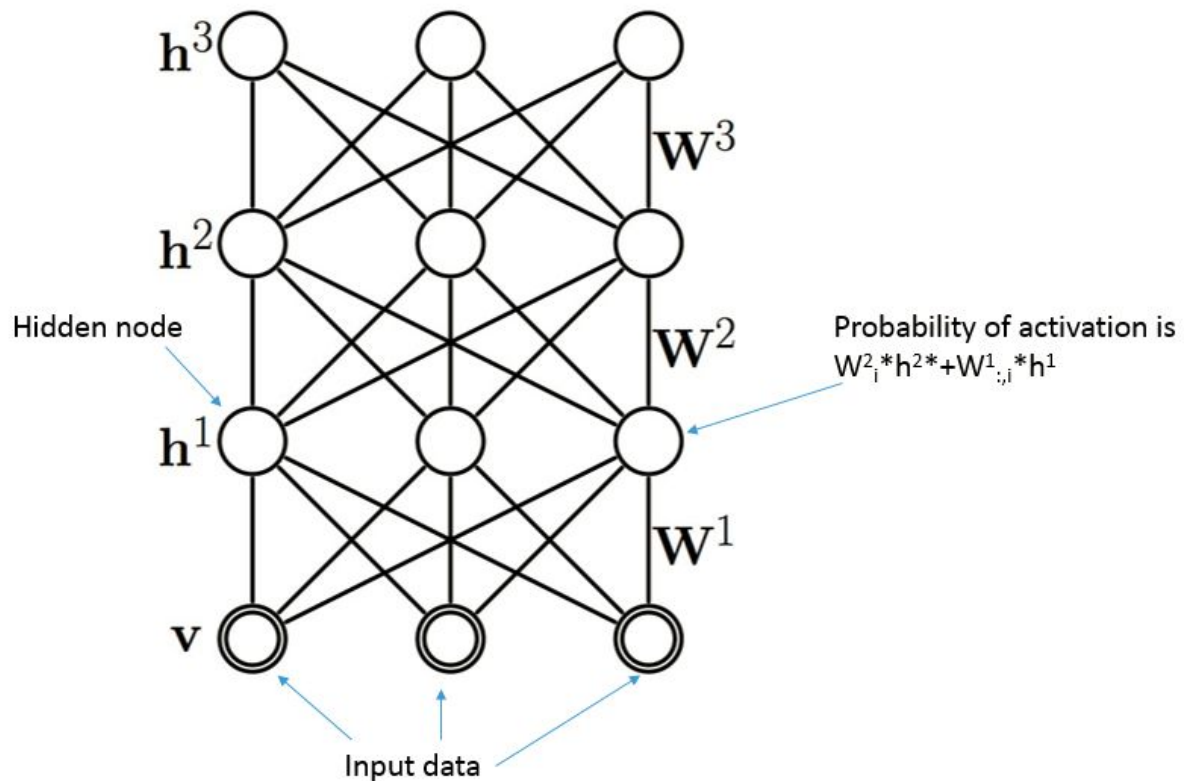 h³
W³
h²
Hidden node
W²
Probability of activation is
W²ᵢ*h²*+W¹:,ᵢ*h¹
h¹
W¹
v
Input data